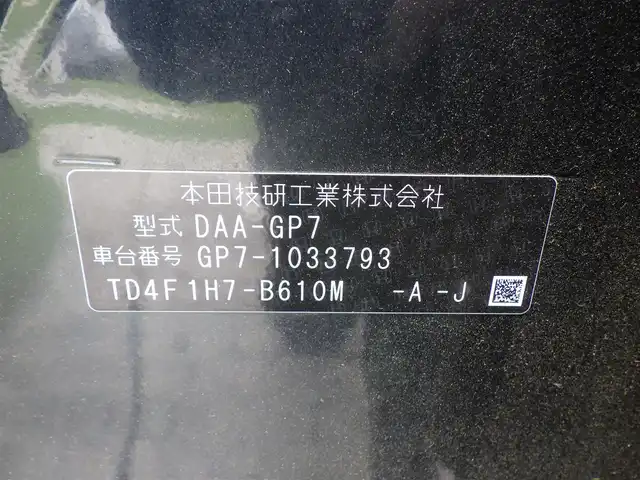 本田技研工業株式会社
型式 DAA-GP7
車台番号 GP7-1033793
TD4F1H7-B610M -A -J